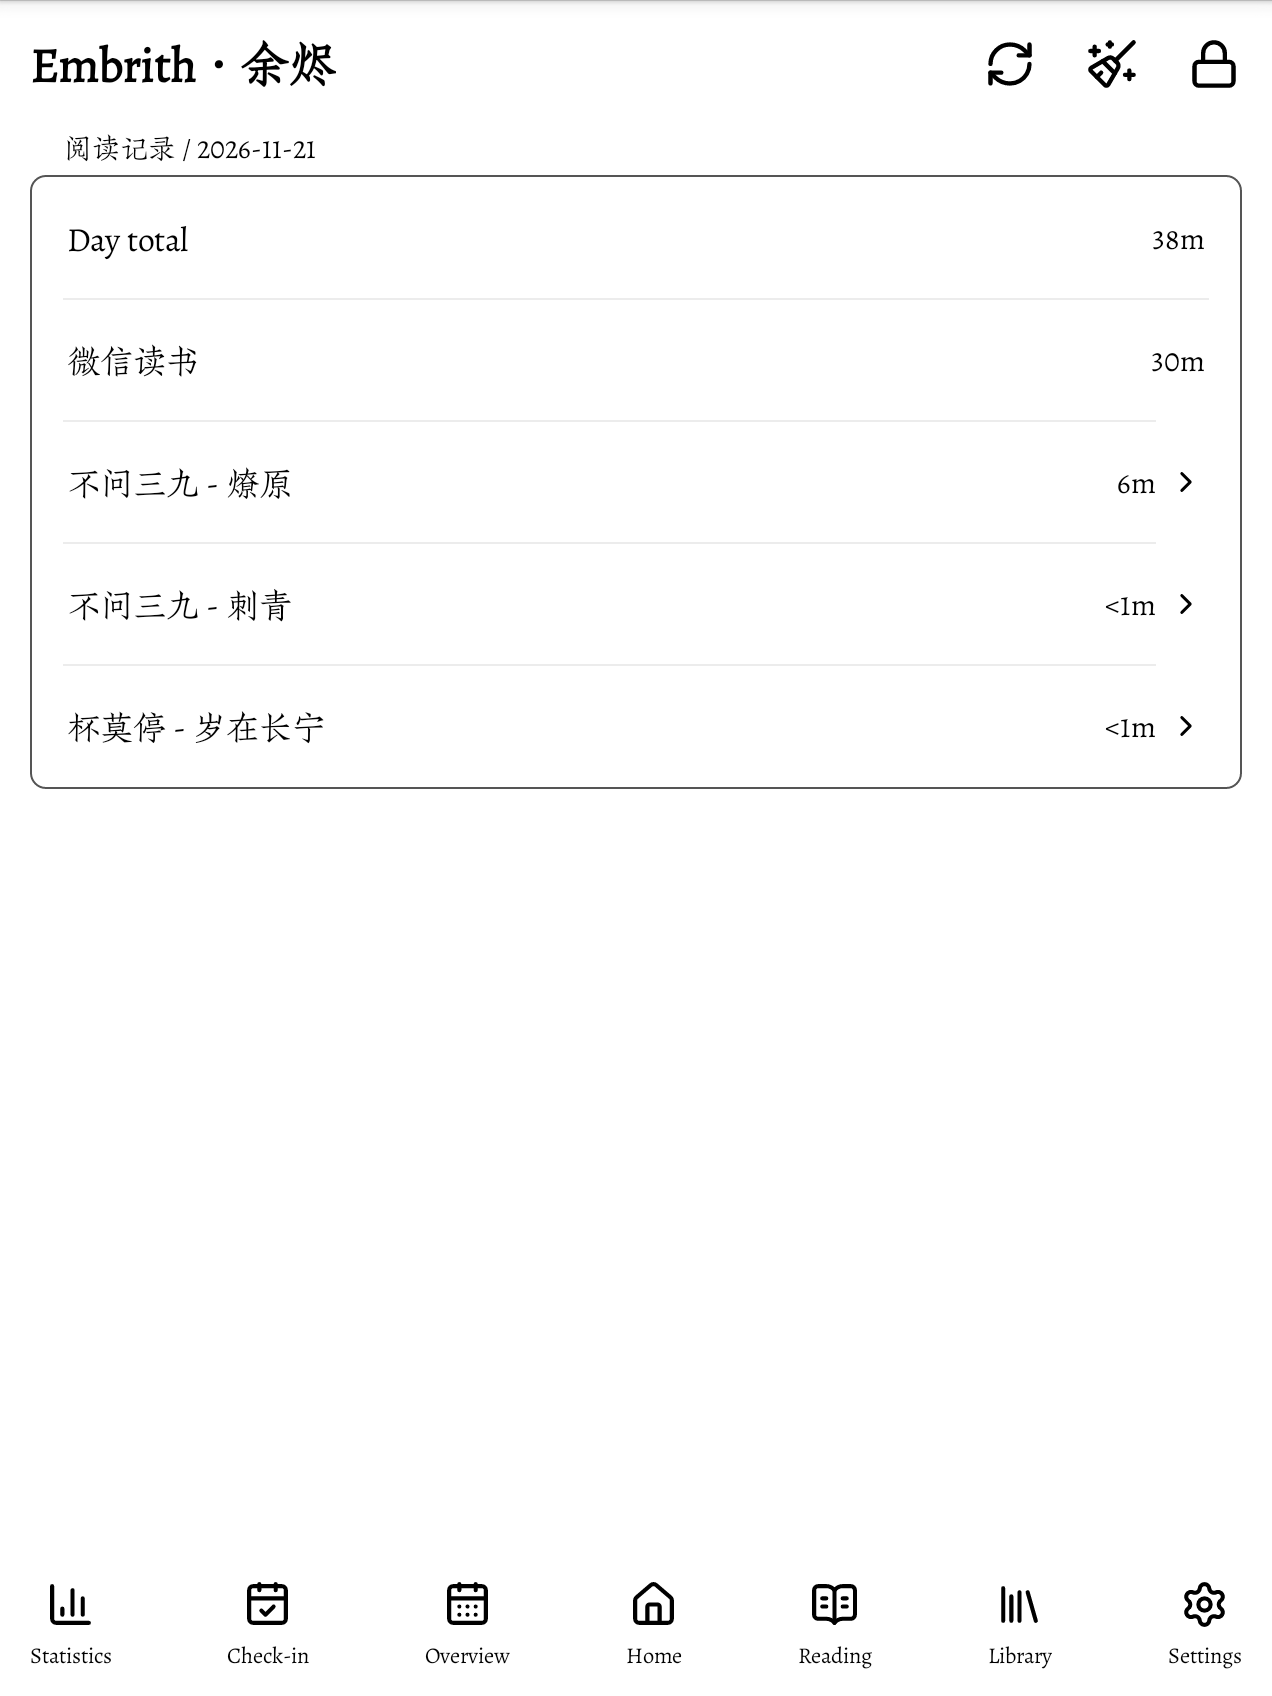 Embrith · 余烬
阅读记录 / 2026-11-21
Day total 38m
微信读书 30m
不问三九 - 燎原 6m
不问三九 - 刺青 <1m
杯莫停 - 岁在长宁 <1m
Statistics Check-in Overview Home Reading Library Settings